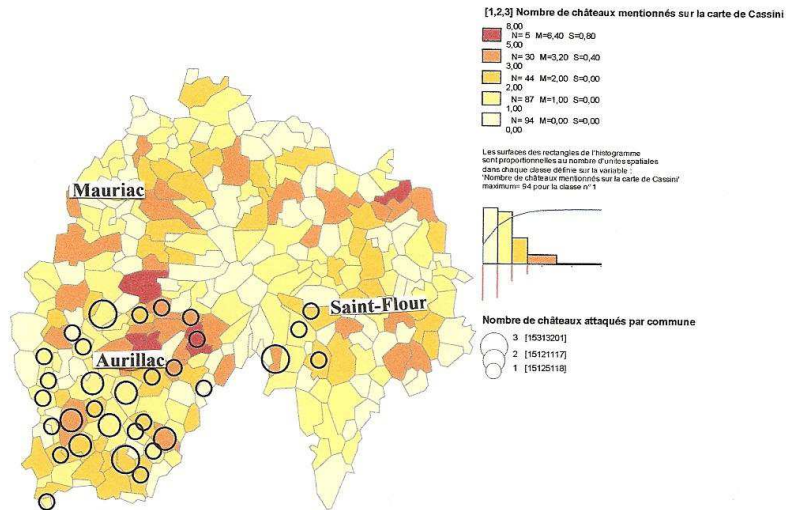 [1,2,3] Nombre de châteaux mentionnés sur la carte de Cassini
8,00
N= 5 M=6,40 S=0,80
5,00
N= 30 M=3,20 S=0,40
3,00
N= 44 M=2,00 S=0,00
2,00
N= 87 M=1,00 S=0,00
1,00
N= 94 M=0,00 S=0,00
0,00
Les surfaces des rectangles de l'histogramme
sont proportionnelles au nombre d'unites spatiales
dans chaque classe définie sur la variable :
'Nombre de châteaux mentionnés sur la carte de Cassini'
maximum= 94 pour la classe n° 1
Mauriac
Saint-Flour
Aurillac
Nombre de châteaux attaqués par commune
3 [15313201]
2 [15121117]
1 [15125118]